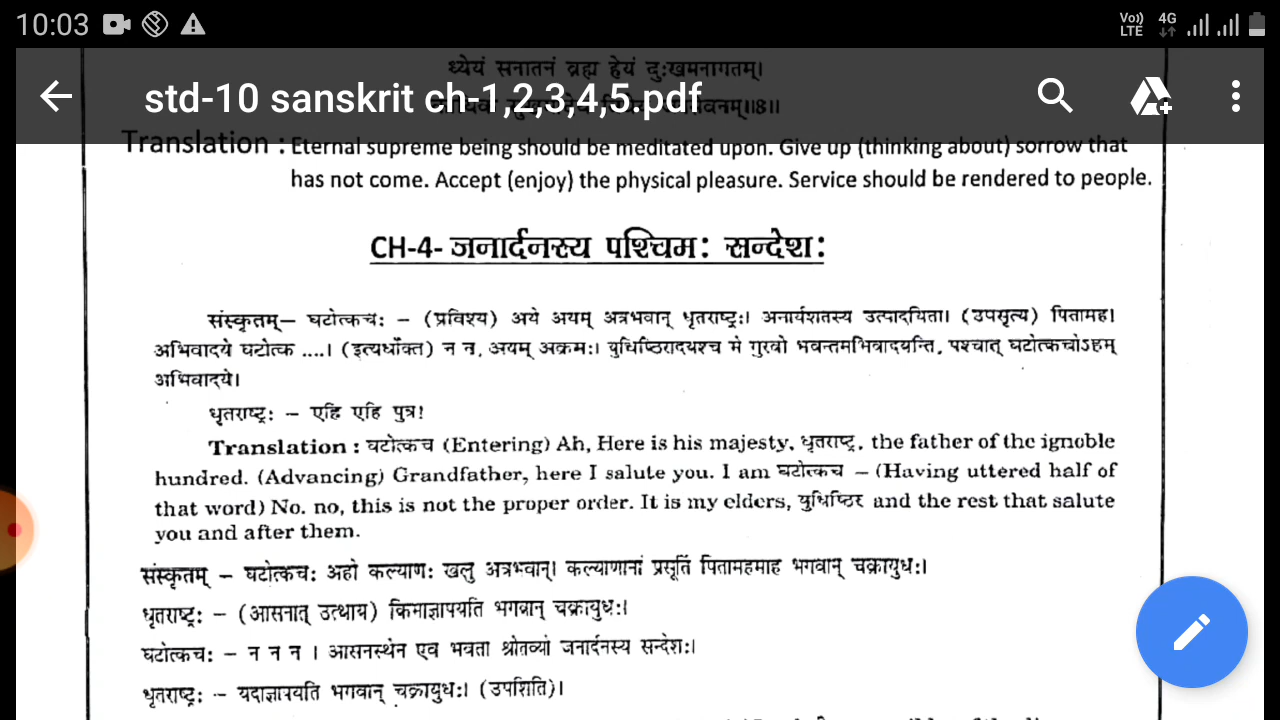 10:03 Vo)) LTE 4G
ध्येयं सनातनं ब्रह्म हेयं दुःखमनागतम्।
std-10 sanskrit ch-1,2,3,4,5.pdf
Translation : Eternal supreme being should be meditated upon. Give up (thinking about) sorrow that
has not come. Accept (enjoy) the physical pleasure. Service should be rendered to people.
CH-4- जनार्दनस्य पश्चिमः सन्देशः
संस्कृतम्– घटोत्कचः – (प्रविश्य) अये अयम् अत्रभवान् धृतराष्ट्रः। अनार्यशतस्य उत्पादयिता। (उपसृत्य) पितामह।
अभिवादये घटोत्क ....। (इत्यर्धोक्त) न न, अयम् अक्रमः। युधिष्ठिरादयश्च मे गुरवो भवन्तमभिवादयन्ति, पश्चात् घटोत्कचोऽहम्
अभिवादये।
धृतराष्ट्रः – एहि एहि पुत्र!
Translation : घटोत्कच (Entering) Ah, Here is his majesty, धृतराष्ट्र, the father of the ignoble
hundred. (Advancing) Grandfather, here I salute you. I am घटोत्कच – (Having uttered half of
that word) No. no, this is not the proper order. It is my elders, युधिष्ठिर and the rest that salute
you and after them.
संस्कृतम् – घटोत्कचः अहो कल्याणः खलु अत्रभवान्। कल्याणानां प्रसूतिं पितामहमाह भगवान् चक्रायुधः।
धृतराष्ट्रः – (आसनात् उत्थाय) किमाज्ञापयति भगवान् चक्रायुधः।
घटोत्कचः – न न न । आसनस्थेन एव भवता श्रोतव्यां जनार्दनस्य सन्देशः।
धृतराष्ट्रः – यदाज्ञापयति भगवान् चक्रायुधः। (उपशिति)।